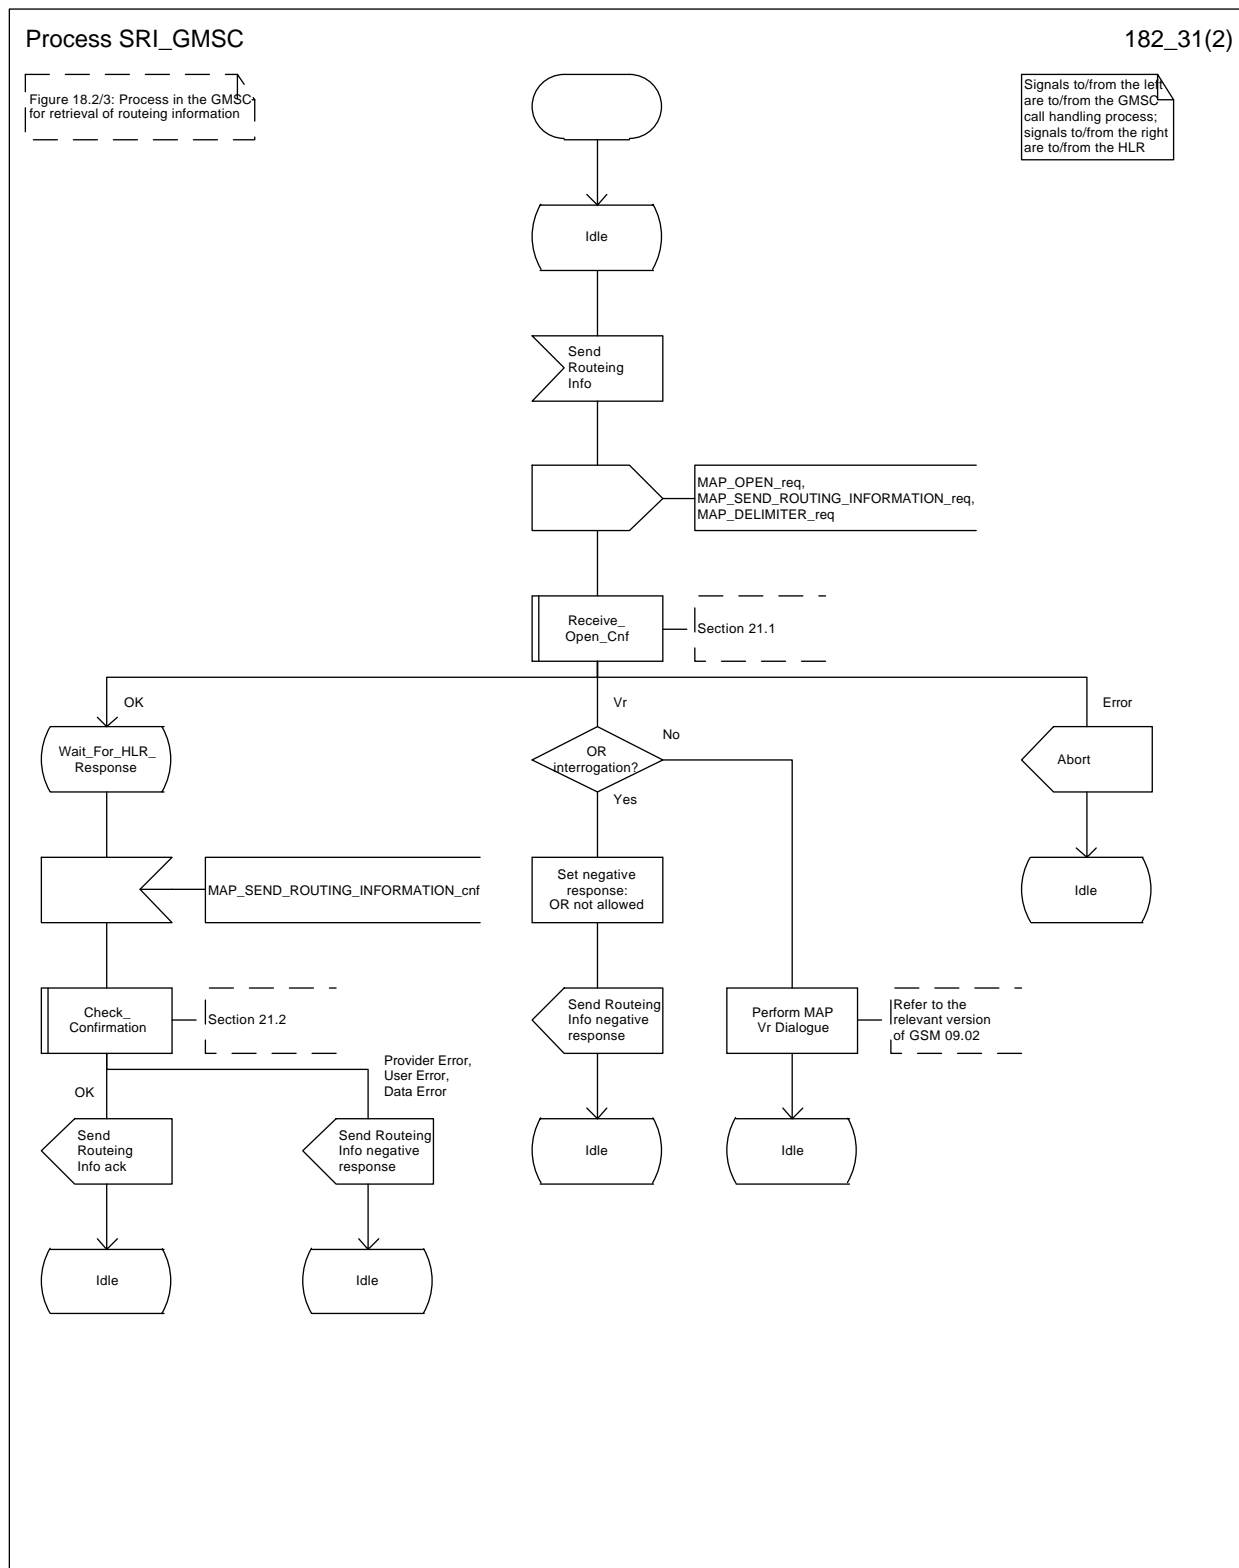 Process SRI_GMSC
182_31(2)
Figure 18.2/3: Process in the GMSC
for retrieval of routeing information
Signals to/from the left
are to/from the GMSC
call handling process;
signals to/from the right
are to/from the HLR
Idle
Send
Routeing
Info
MAP_OPEN_req,
MAP_SEND_ROUTING_INFORMATION_req,
MAP_DELIMITER_req
Receive_
Open_Cnf
Section 21.1
OK
Vr
Error
Wait_For_HLR_
Response
OR
interrogation?
No
Yes
Abort
MAP_SEND_ROUTING_INFORMATION_cnf
Set negative
response:
OR not allowed
Idle
Check_
Confirmation
Section 21.2
Send Routeing
Info negative
response
Perform MAP
Vr Dialogue
Refer to the
relevant version
of GSM 09.02
OK
Provider Error,
User Error,
Data Error
Send
Routeing
Info ack
Send Routeing
Info negative
response
Idle
Idle
Idle
Idle